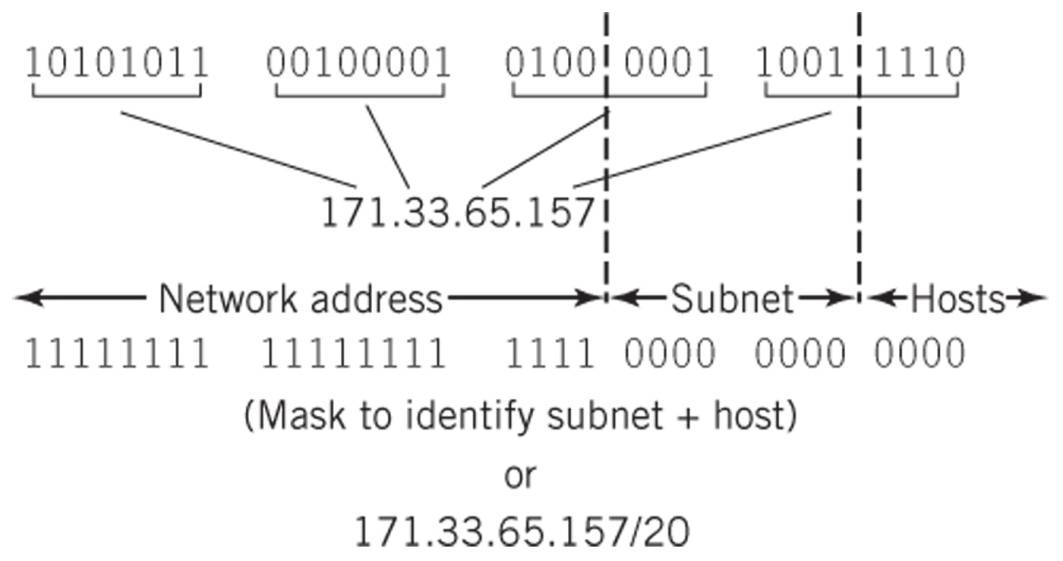 10101011 00100001 0100 0001 1001 1110
171.33.65.157
Network address Subnet Hosts
11111111 11111111 1111 0000 0000 0000
(Mask to identify subnet + host)
or
171.33.65.157/20